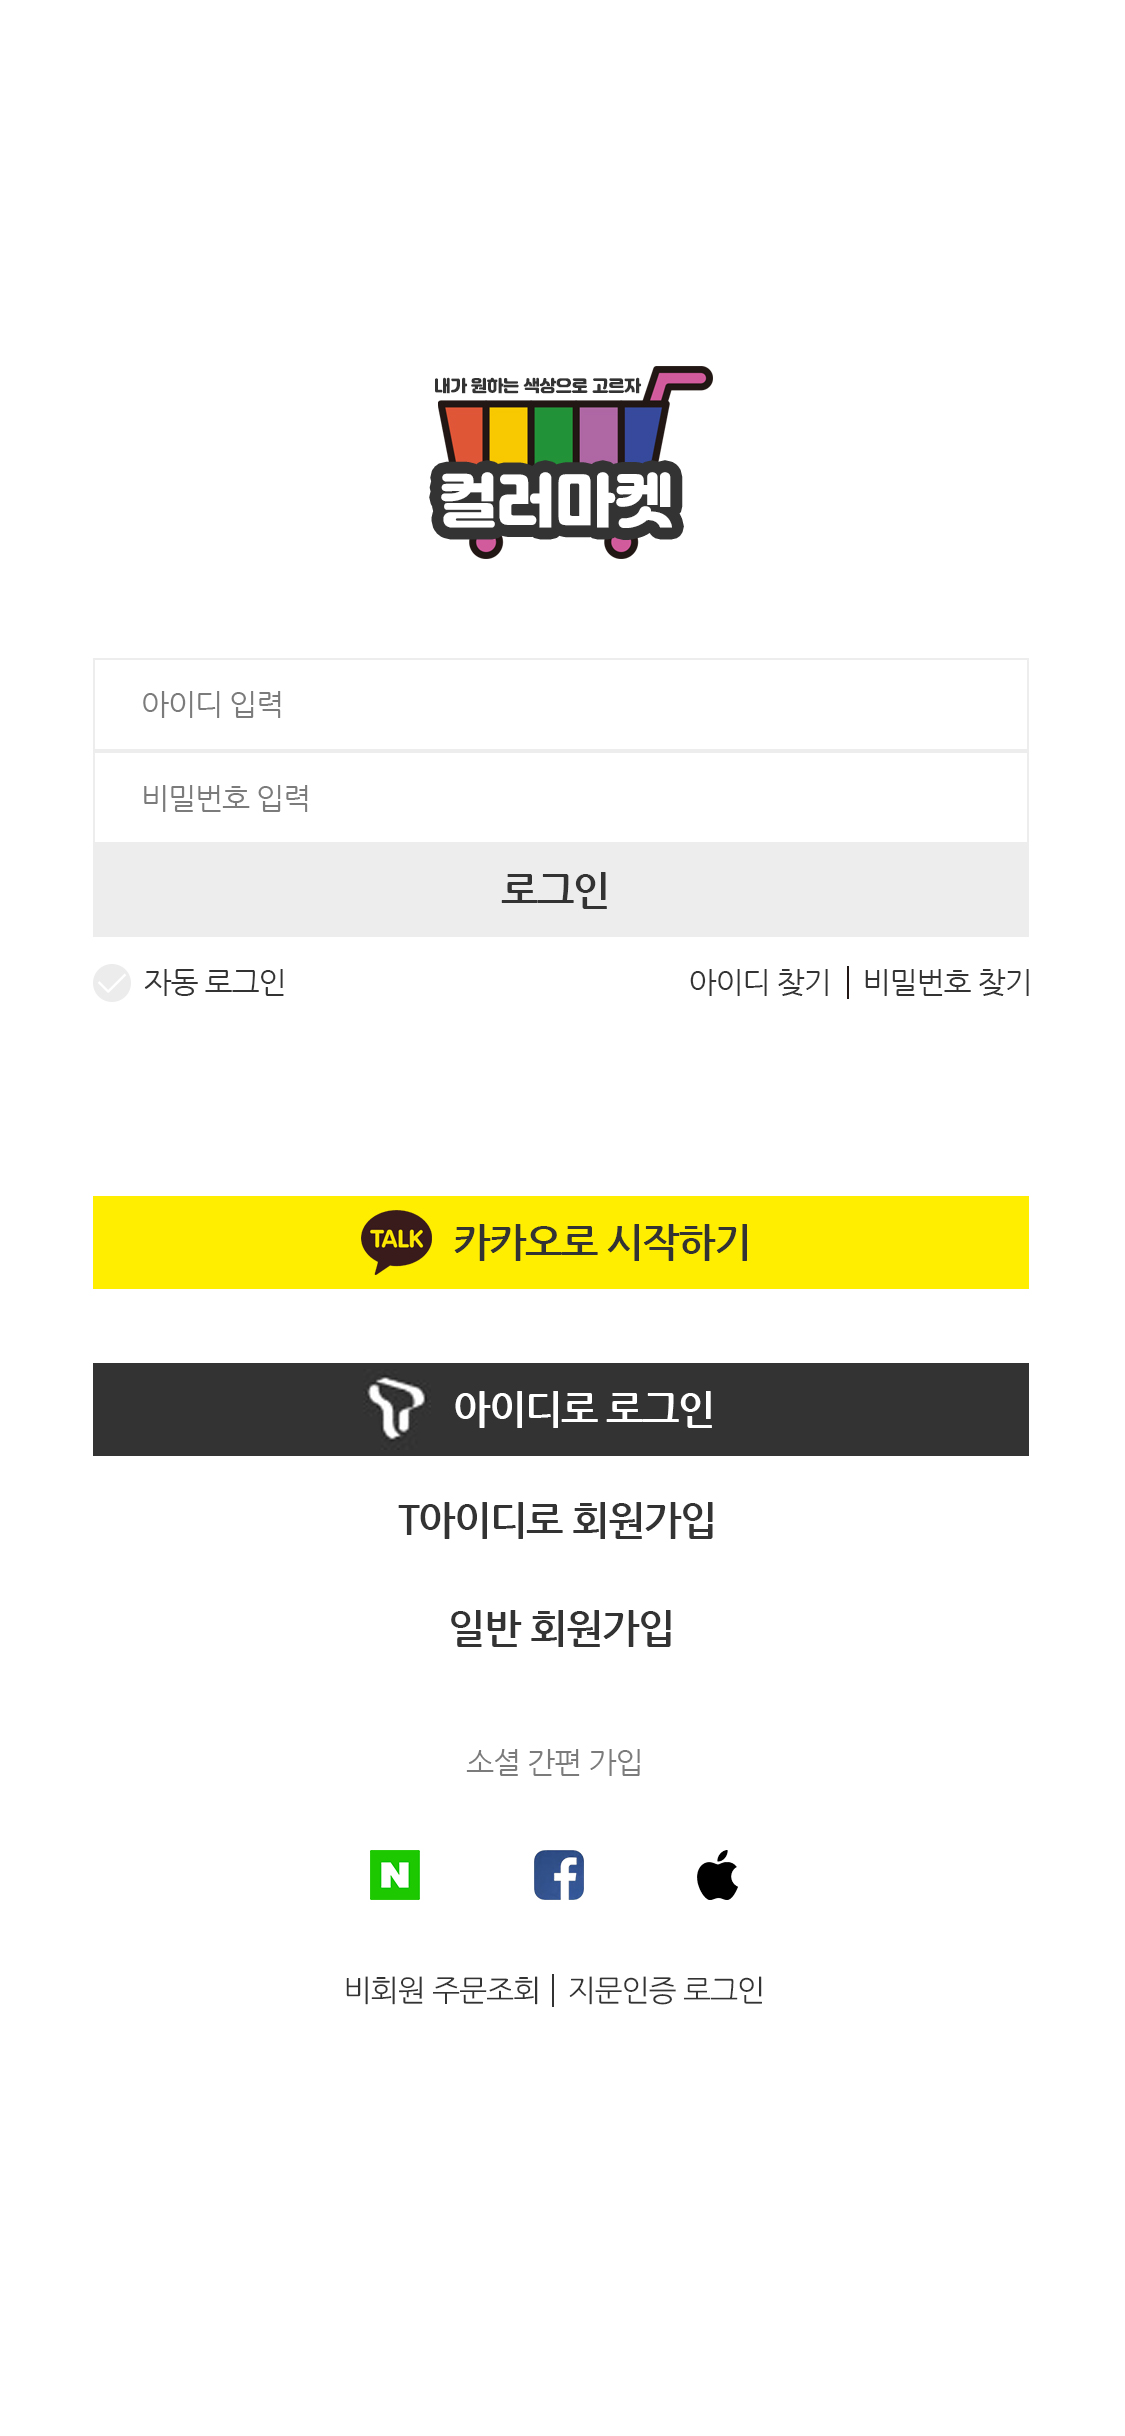 내가 원하는 색상으로 고르자
컬러마켓
아이디 입력
비밀번호 입력
로그인
자동 로그인 아이디 찾기 | 비밀번호 찾기
TALK 카카오로 시작하기
아이디로 로그인
T아이디로 회원가입
일반 회원가입
소셜 간편 가입
N f
비회원 주문조회 | 지문인증 로그인